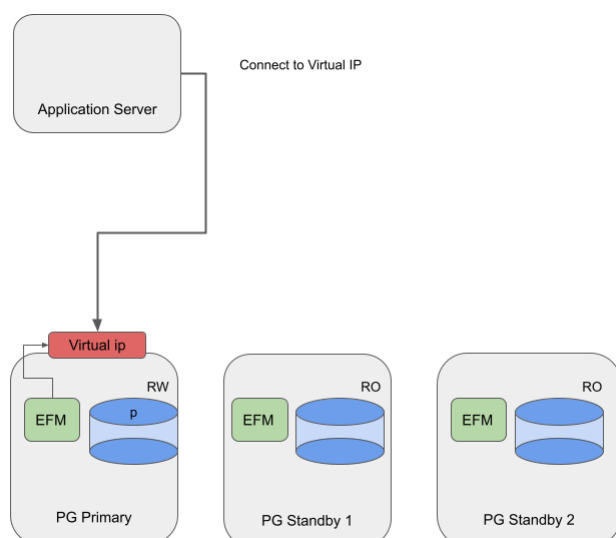 Connect to Virtual IP
Application Server
Virtual ip
RW
p
EFM
PG Primary
RO
EFM
PG Standby 1
RO
EFM
PG Standby 2